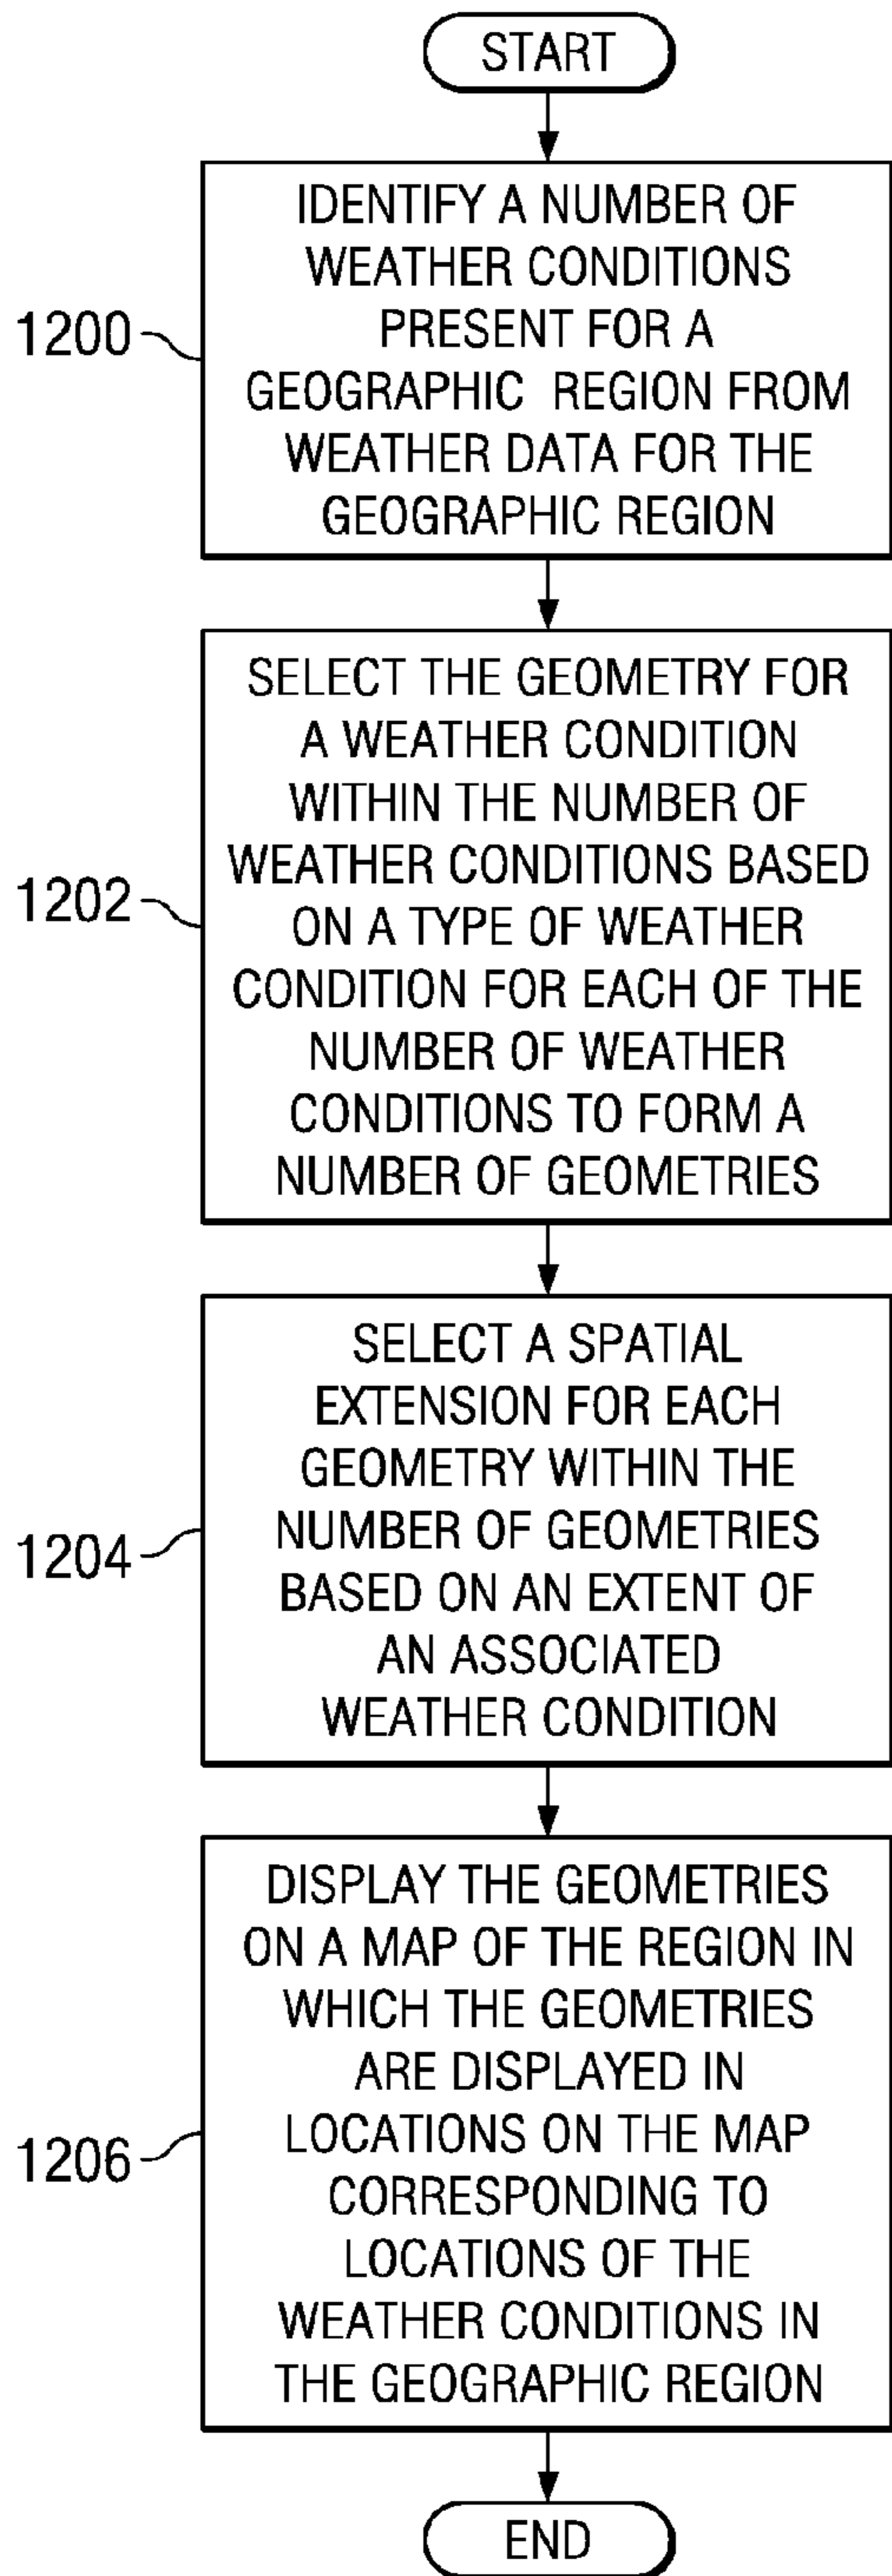 START
IDENTIFY A NUMBER OF
WEATHER CONDITIONS
PRESENT FOR A
GEOGRAPHIC REGION FROM
WEATHER DATA FOR THE
GEOGRAPHIC REGION
1200
SELECT THE GEOMETRY FOR
A WEATHER CONDITION
WITHIN THE NUMBER OF
WEATHER CONDITIONS BASED
ON A TYPE OF WEATHER
CONDITION FOR EACH OF THE
NUMBER OF WEATHER
CONDITIONS TO FORM A
NUMBER OF GEOMETRIES
1202
SELECT A SPATIAL
EXTENSION FOR EACH
GEOMETRY WITHIN THE
NUMBER OF GEOMETRIES
BASED ON AN EXTENT OF
AN ASSOCIATED
WEATHER CONDITION
1204
DISPLAY THE GEOMETRIES
ON A MAP OF THE REGION IN
WHICH THE GEOMETRIES
ARE DISPLAYED IN
LOCATIONS ON THE MAP
CORRESPONDING TO
LOCATIONS OF THE
WEATHER CONDITIONS IN
THE GEOGRAPHIC REGION
1206
END